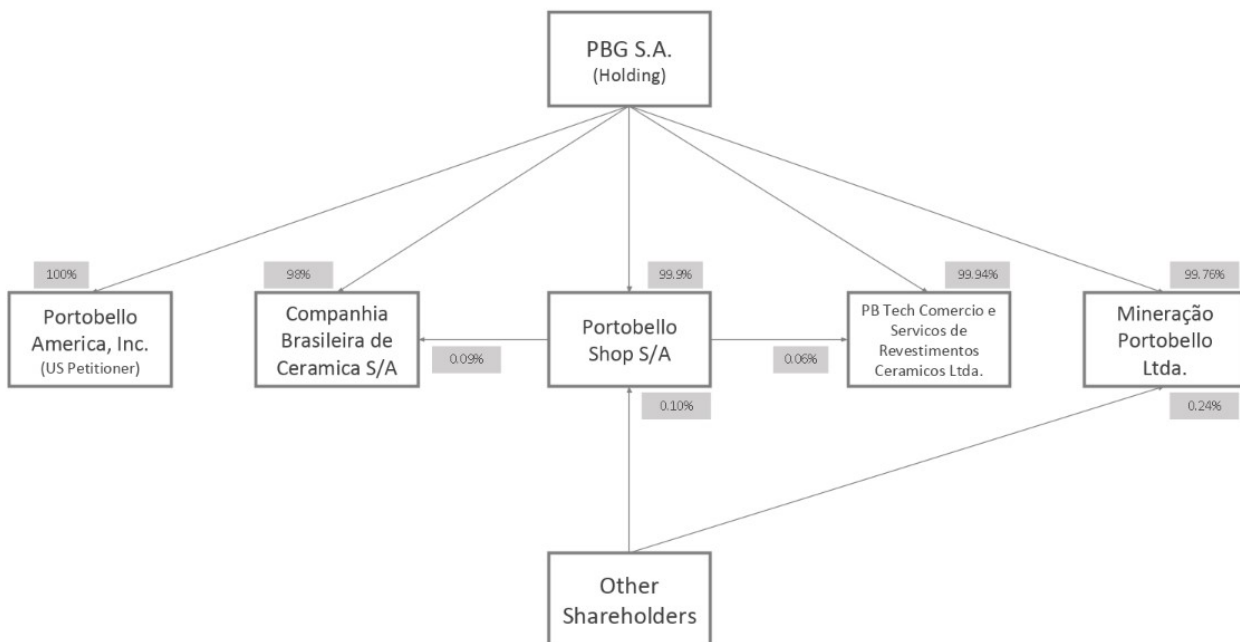 PBG S.A.
(Holding)
100%
98%
99.9%
99.94%
99.76%
Portobello
America, Inc.
(US Petitioner)
Companhia
Brasileira de
Ceramica S/A
0.09%
Portobello
Shop S/A
0.06%
PB Tech Comercio e
Servicos de
Revestimentos
Ceramicos Ltda.
Mineração
Portobello
Ltda.
0.10%
0.24%
Other
Shareholders